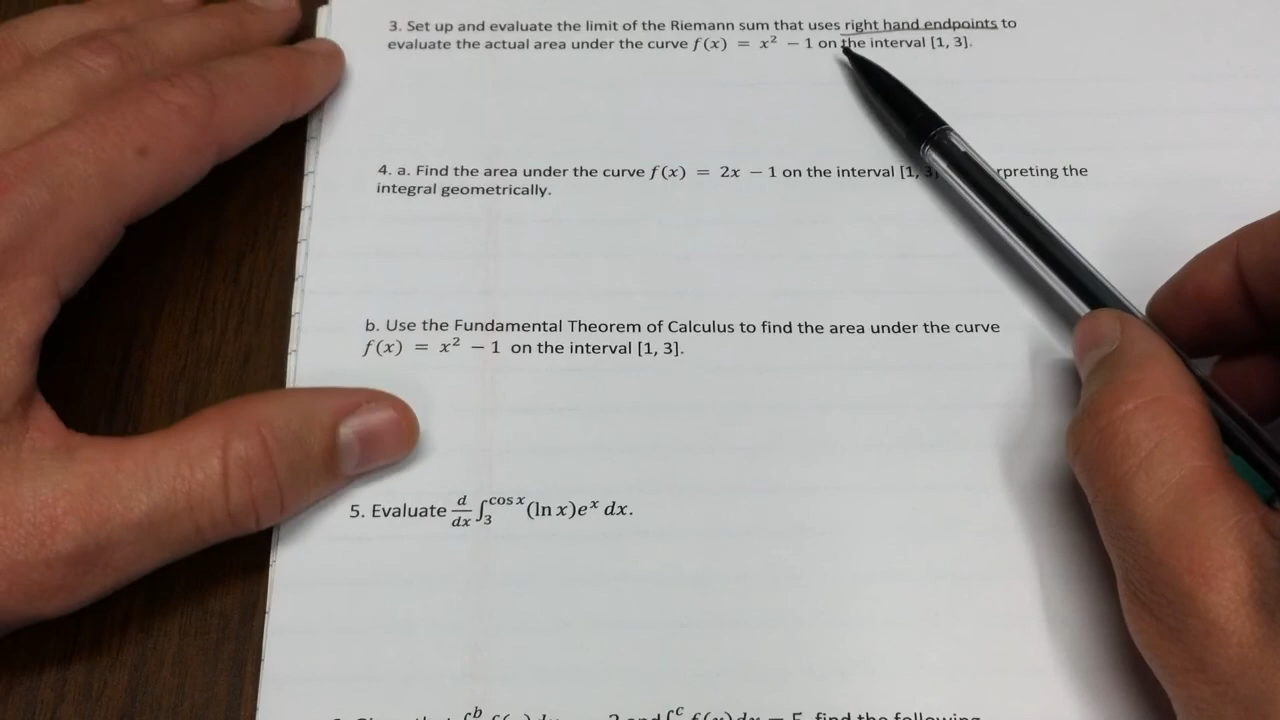 3. Set up and evaluate the limit of the Riemann sum that uses right hand endpoints to
evaluate the actual area under the curve f(x) = x² − 1 on the interval [1, 3].
4. a. Find the area under the curve f(x) = 2x − 1 on the interval [1, 3 rpreting the
integral geometrically.
b. Use the Fundamental Theorem of Calculus to find the area under the curve
f(x) = x² − 1 on the interval [1, 3].
5. Evaluate d/dx ∫₃^cos x (ln x)eˣ dx.
find the following